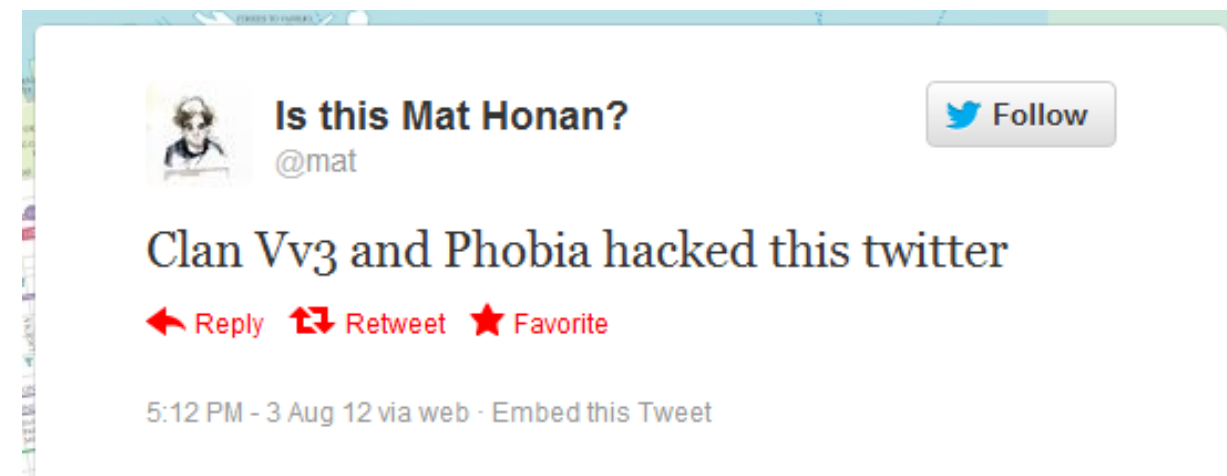 Is this Mat Honan?
Follow
@mat
Clan Vv3 and Phobia hacked this twitter
Reply Retweet Favorite
5:12 PM - 3 Aug 12 via web · Embed this Tweet